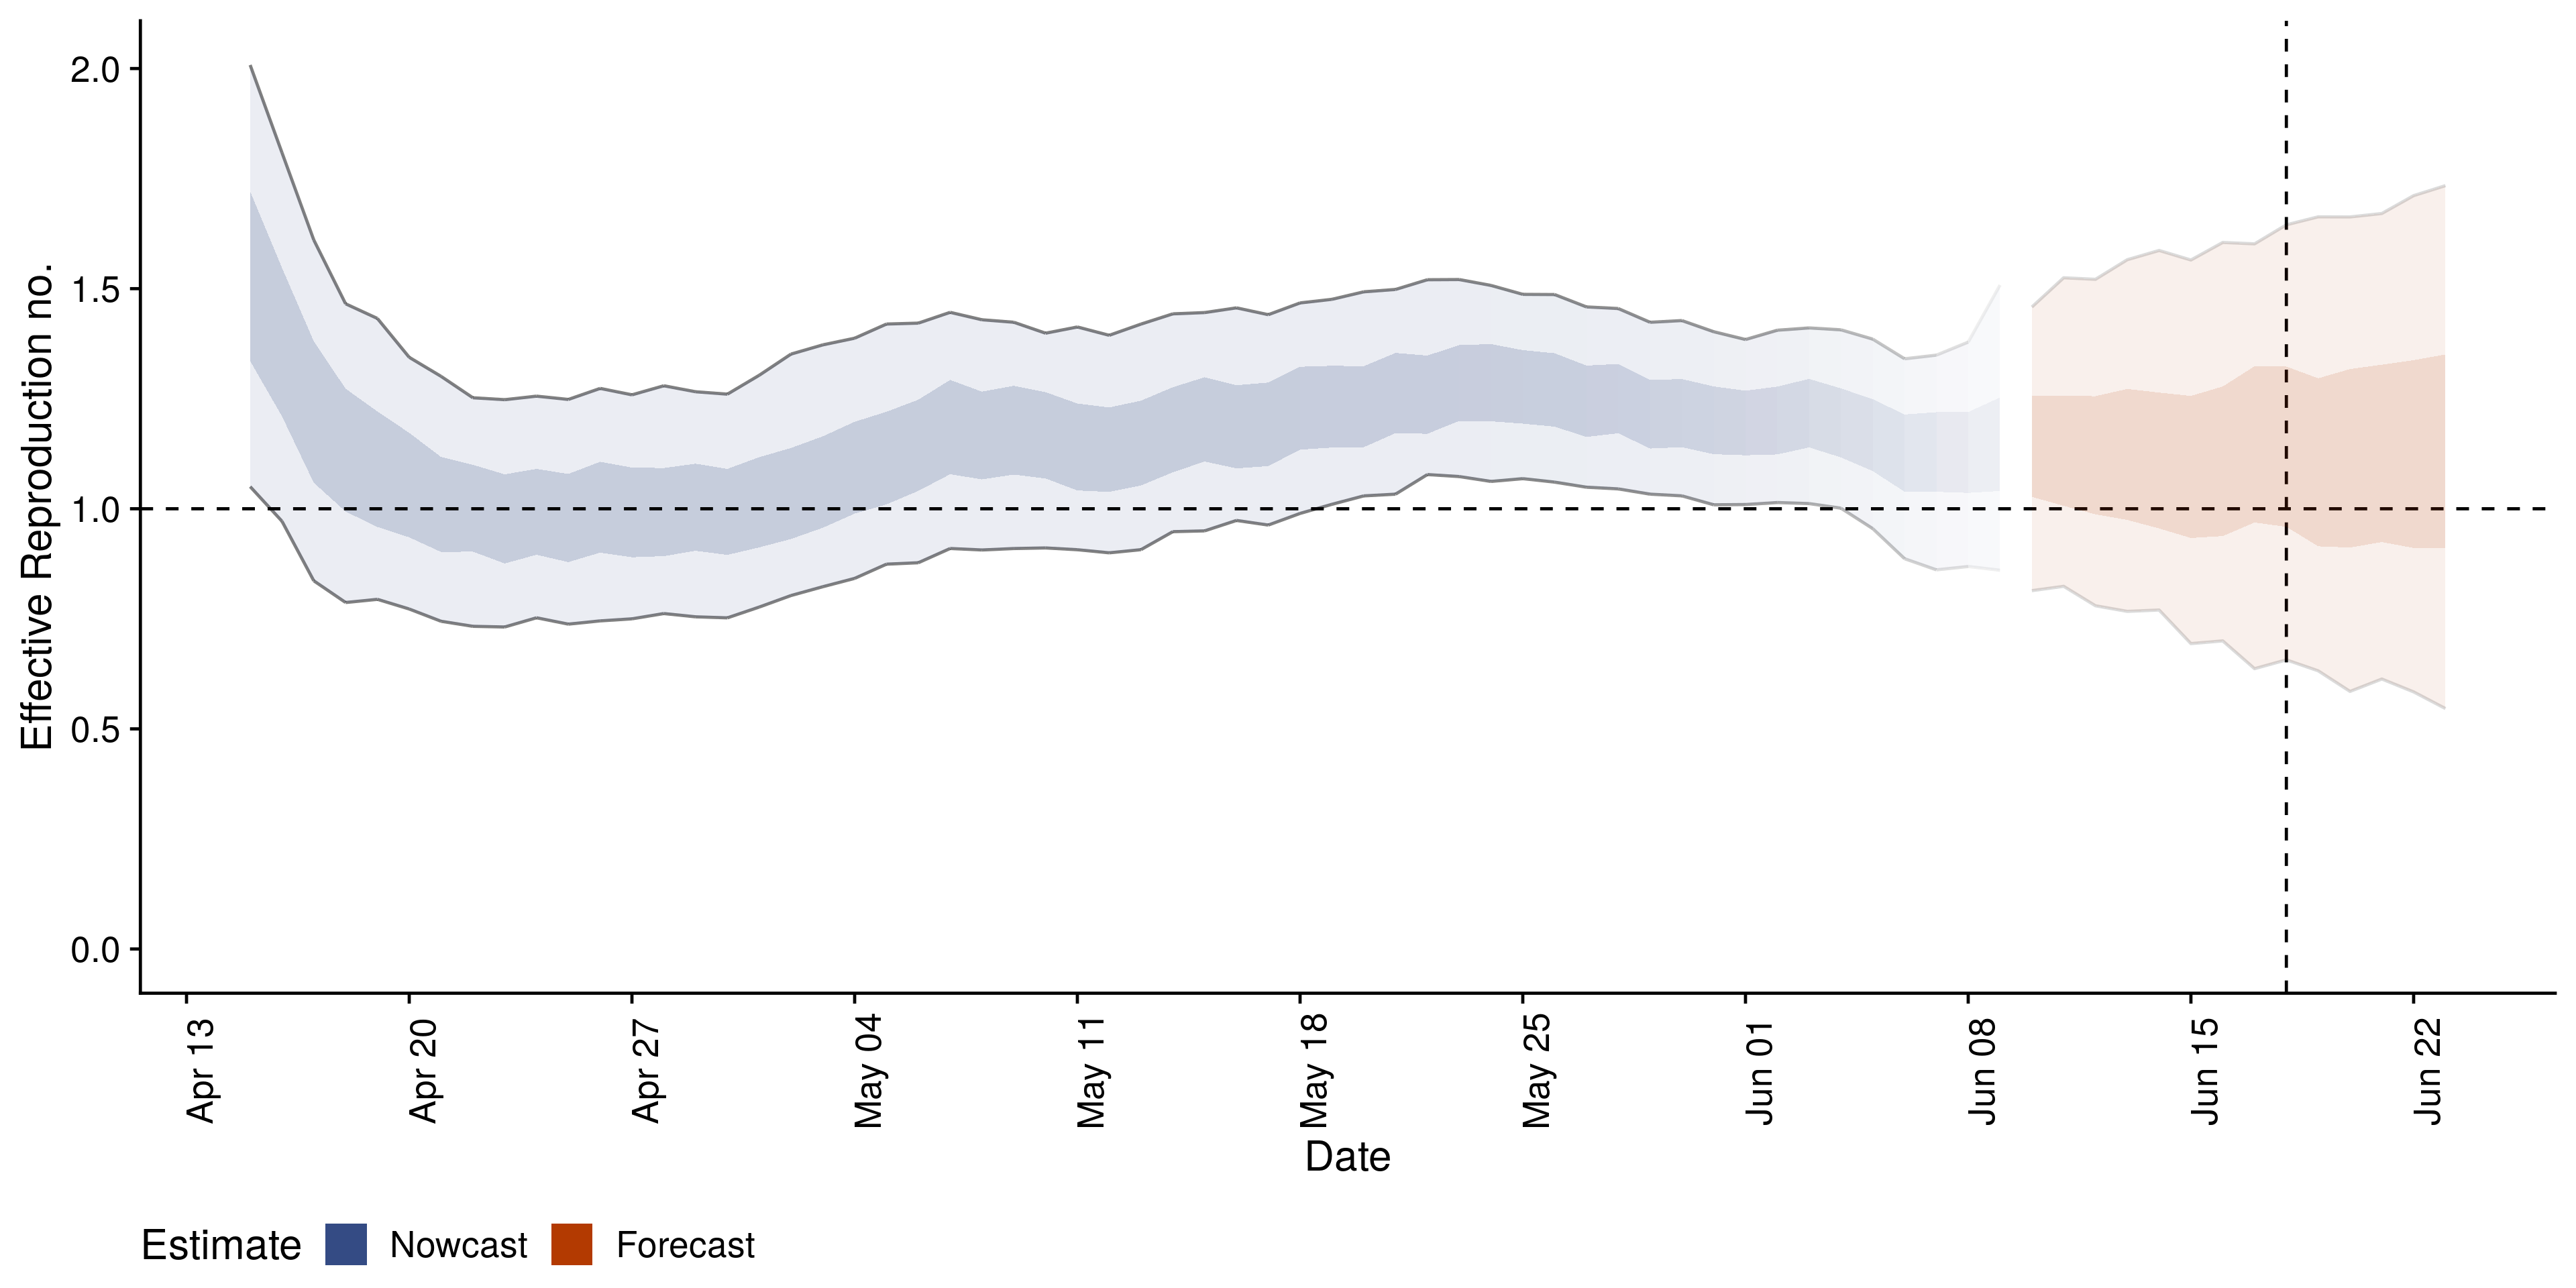 Effective Reproduction no.
2.0
1.5
1.0
0.5
0.0
Apr 13
Apr 20
Apr 27
May 04
May 11
May 18
May 25
Jun 01
Jun 08
Jun 15
Jun 22
Date
Estimate Nowcast Forecast